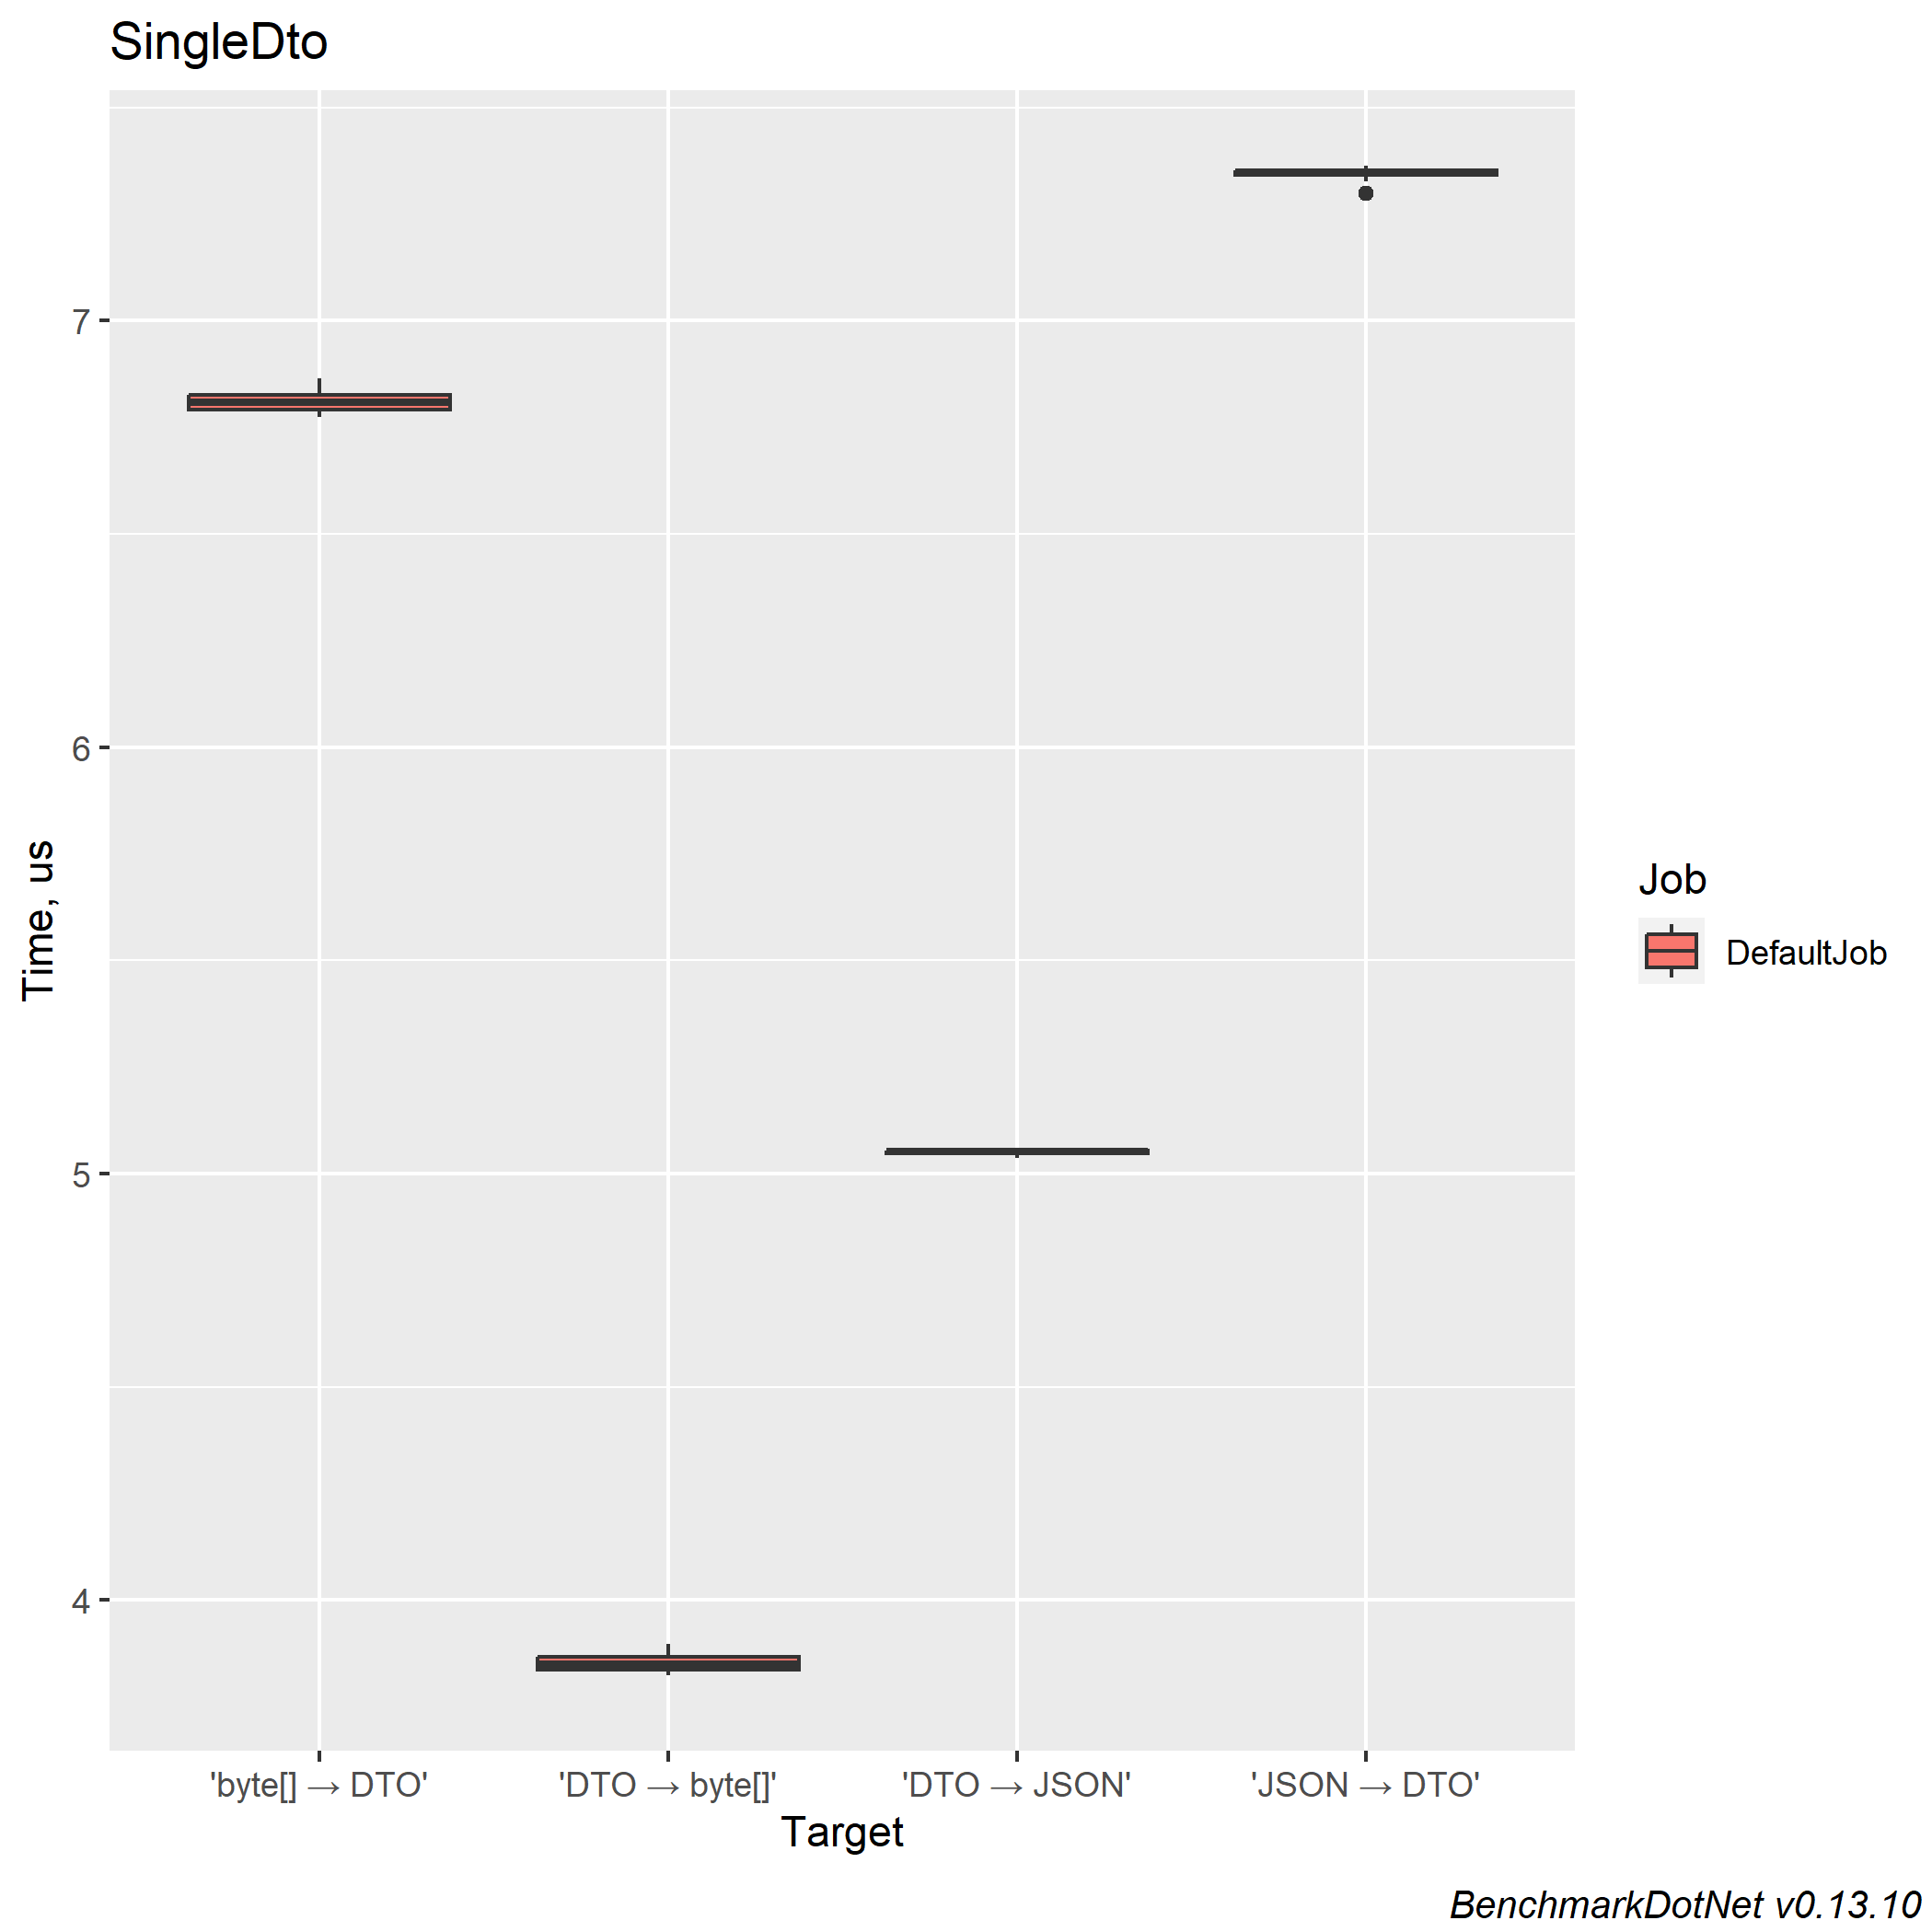 SingleDto
7
6
5
4
Time, us
'byte[] → DTO'
'DTO → byte[]'
'DTO → JSON'
'JSON → DTO'
Target
Job
DefaultJob
BenchmarkDotNet v0.13.10